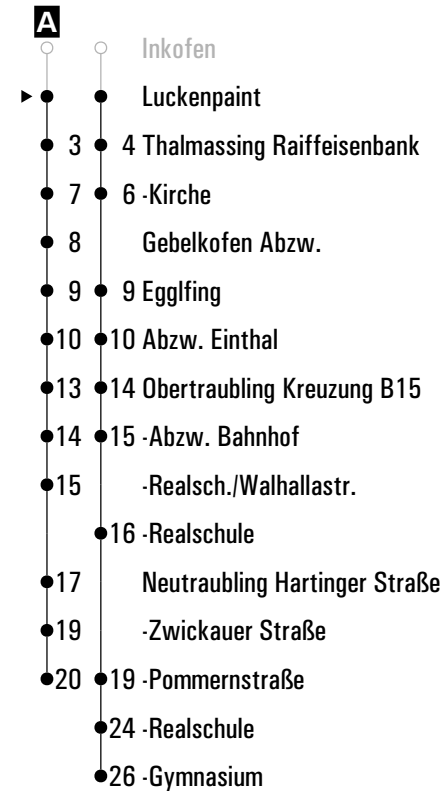 A
Inkofen
Luckenpaint
3 4 Thalmassing Raiffeisenbank
7 6 -Kirche
8 Gebelkofen Abzw.
9 9 Egglfing
10 10 Abzw. Einthal
13 14 Obertraubling Kreuzung B15
14 15 -Abzw. Bahnhof
15 -Realsch./Walhallastr.
16 -Realschule
17 Neutraubling Hartinger Straße
19 -Zwickauer Straße
20 19 -Pommernstraße
24 -Realschule
26 -Gymnasium